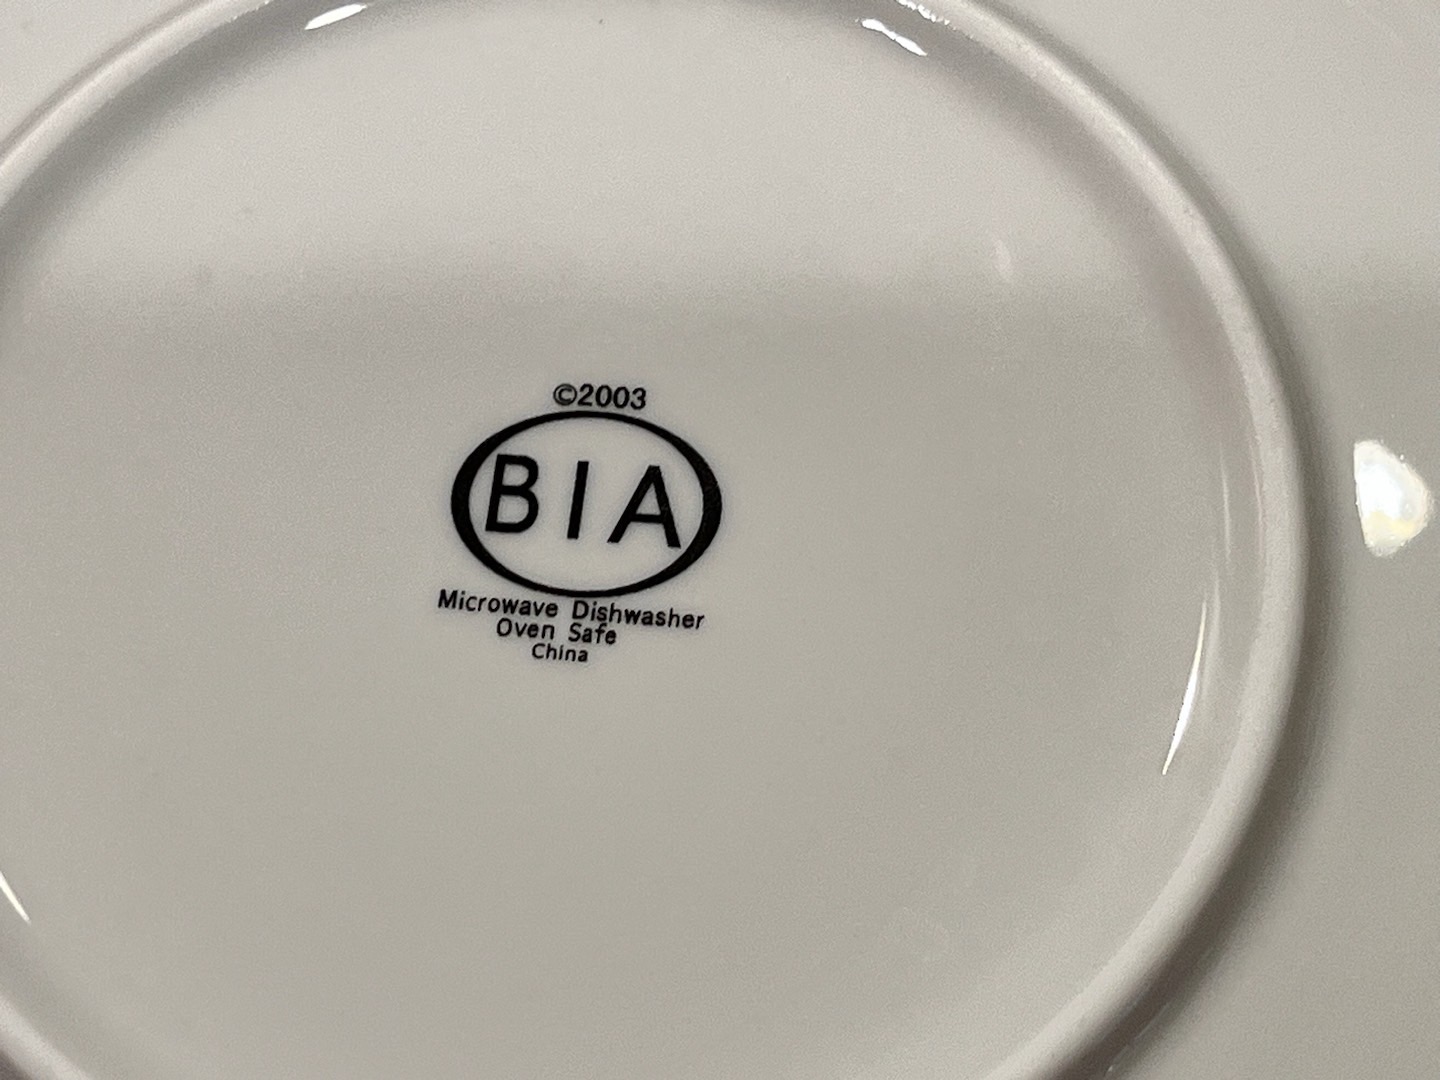 ©2003
BIA
Microwave Dishwasher
Oven Safe
China